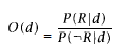 O(d) = P(R|d) / P(¬R|d)